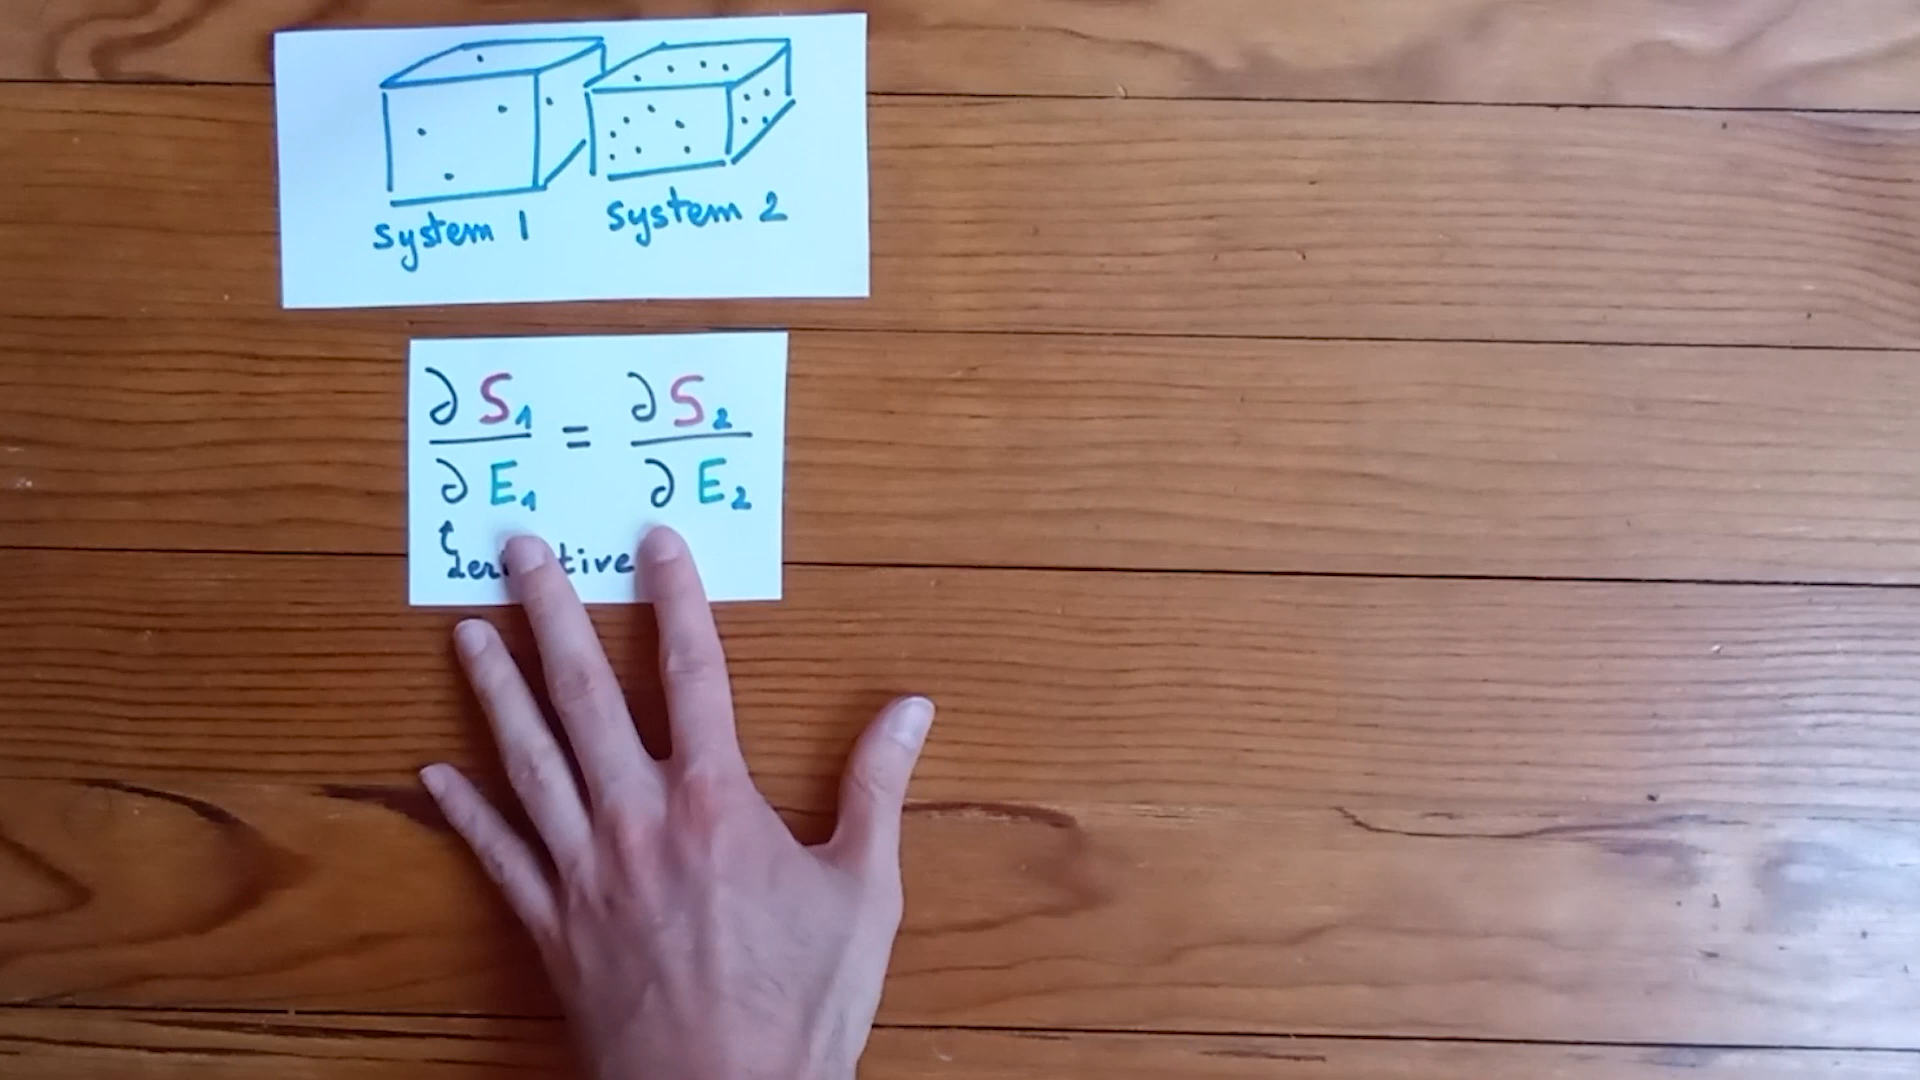 system 1 system 2
∂S₁/∂E₁ = ∂S₂/∂E₂